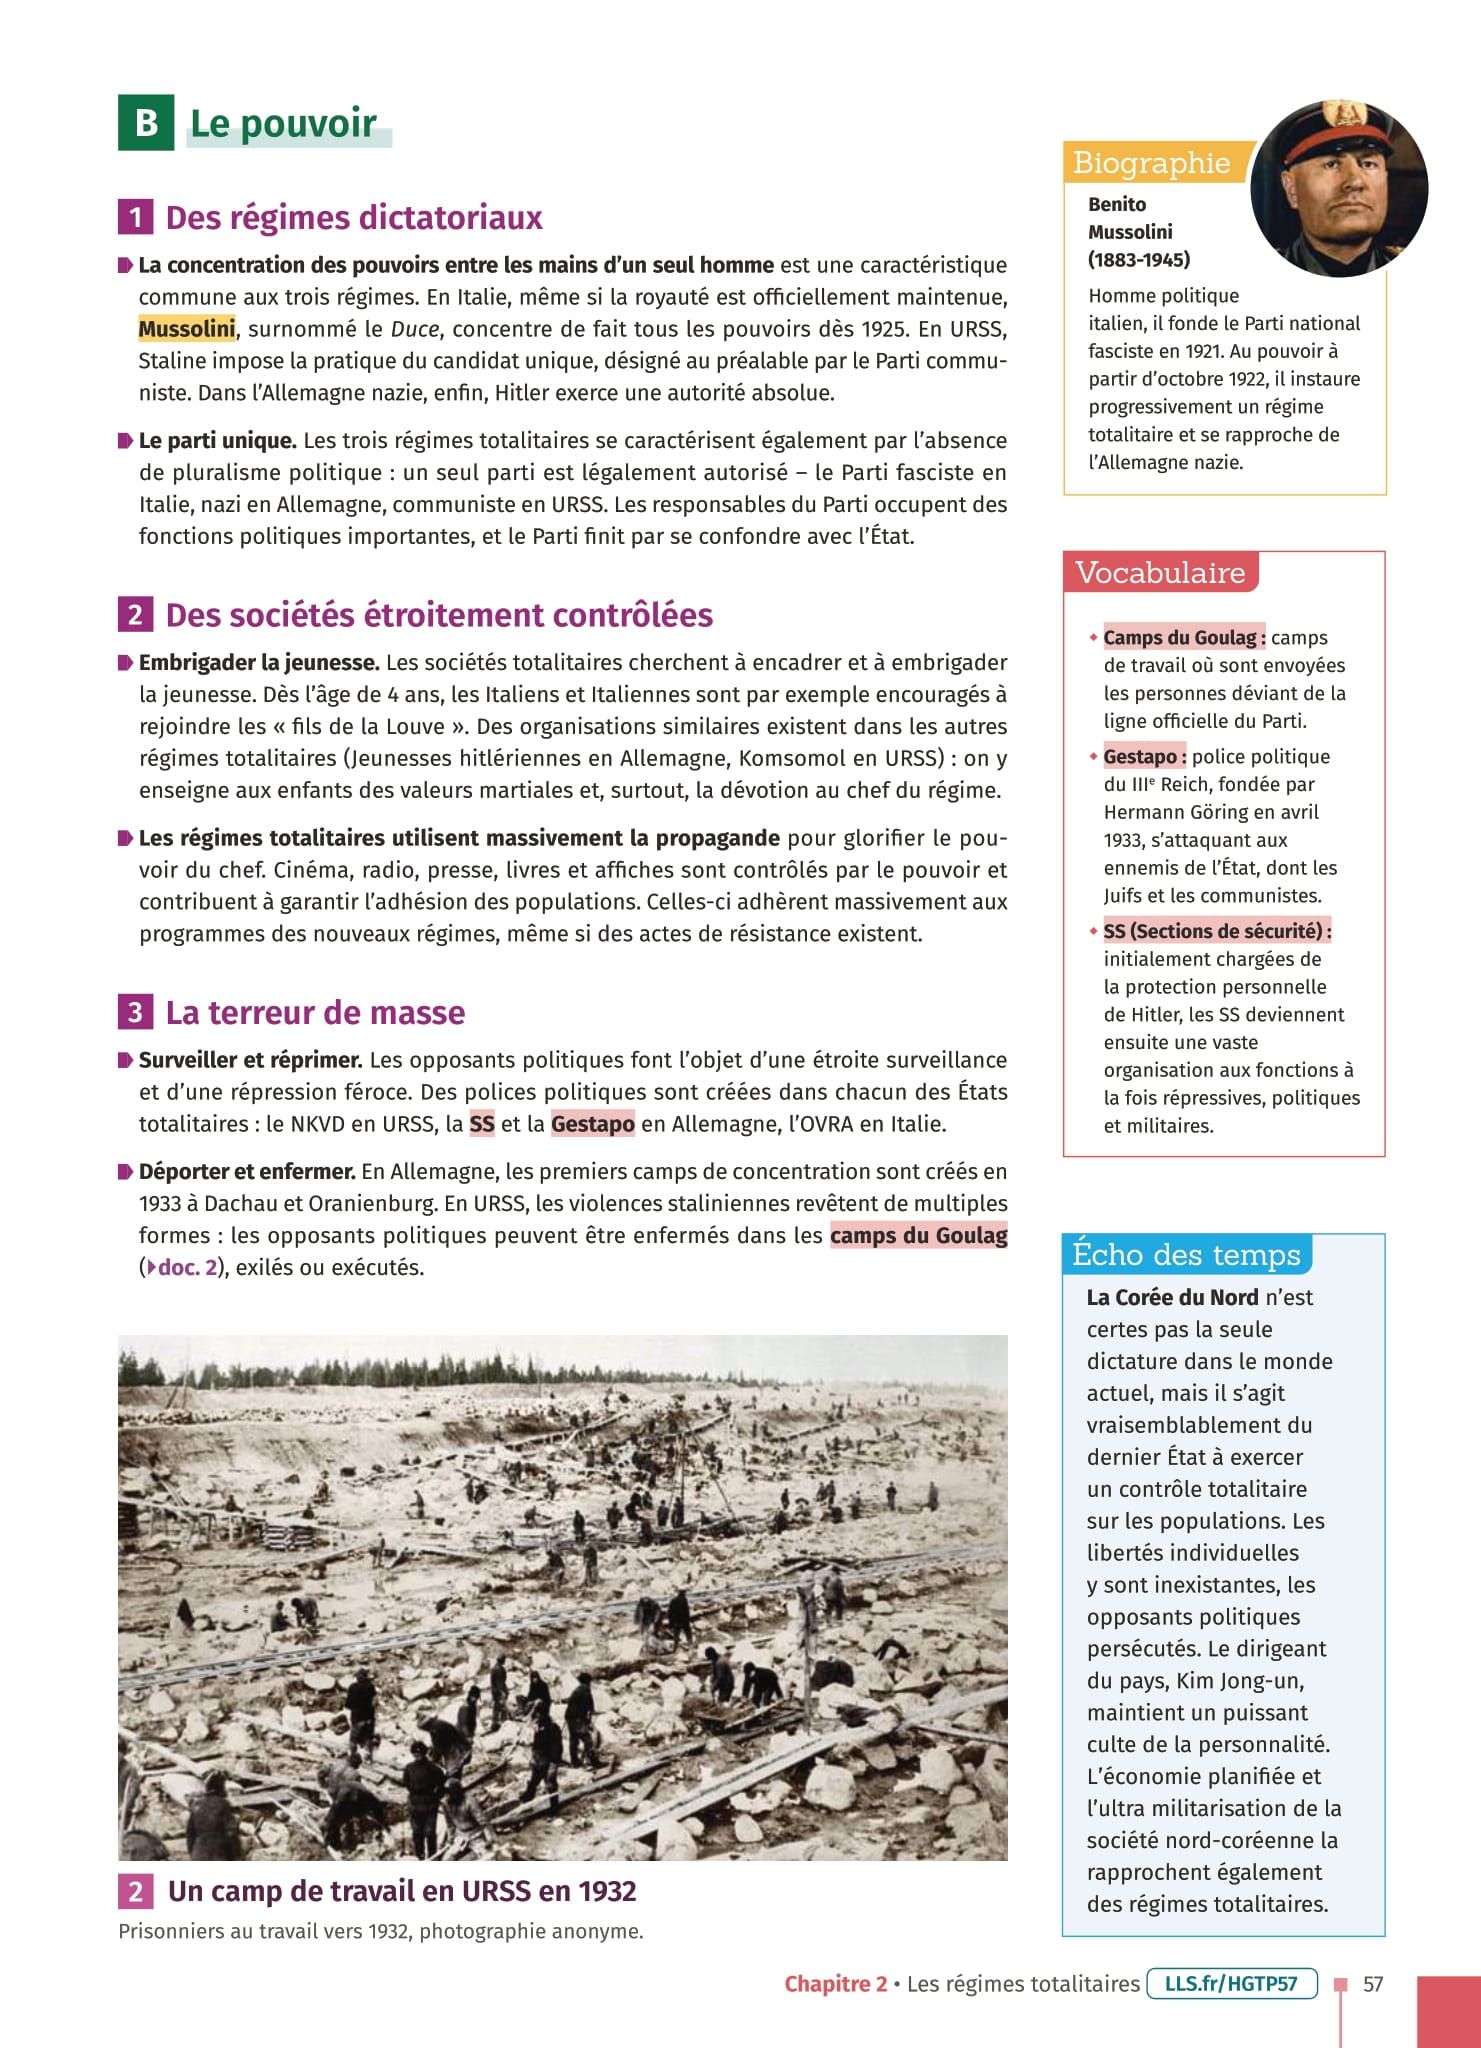 B Le pouvoir
1 Des régimes dictatoriaux
La concentration des pouvoirs entre les mains d’un seul homme est une caractéristique
commune aux trois régimes. En Italie, même si la royauté est officiellement maintenue,
Mussolini, surnommé le Duce, concentre de fait tous les pouvoirs dès 1925. En URSS,
Staline impose la pratique du candidat unique, désigné au préalable par le Parti commu-
niste. Dans l’Allemagne nazie, enfin, Hitler exerce une autorité absolue.
Le parti unique. Les trois régimes totalitaires se caractérisent également par l’absence
de pluralisme politique : un seul parti est légalement autorisé – le Parti fasciste en
Italie, nazi en Allemagne, communiste en URSS. Les responsables du Parti occupent des
fonctions politiques importantes, et le Parti finit par se confondre avec l’État.
2 Des sociétés étroitement contrôlées
Embrigader la jeunesse. Les sociétés totalitaires cherchent à encadrer et à embrigader
la jeunesse. Dès l’âge de 4 ans, les Italiens et Italiennes sont par exemple encouragés à
rejoindre les « fils de la Louve ». Des organisations similaires existent dans les autres
régimes totalitaires (Jeunesses hitlériennes en Allemagne, Komsomol en URSS) : on y
enseigne aux enfants des valeurs martiales et, surtout, la dévotion au chef du régime.
Les régimes totalitaires utilisent massivement la propagande pour glorifier le pou-
voir du chef. Cinéma, radio, presse, livres et affiches sont contrôlés par le pouvoir et
contribuent à garantir l’adhésion des populations. Celles-ci adhèrent massivement aux
programmes des nouveaux régimes, même si des actes de résistance existent.
3 La terreur de masse
Surveiller et réprimer. Les opposants politiques font l’objet d’une étroite surveillance
et d’une répression féroce. Des polices politiques sont créées dans chacun des États
totalitaires : le NKVD en URSS, la SS et la Gestapo en Allemagne, l’OVRA en Italie.
Déporter et enfermer. En Allemagne, les premiers camps de concentration sont créés en
1933 à Dachau et Oranienburg. En URSS, les violences staliniennes revêtent de multiples
formes : les opposants politiques peuvent être enfermés dans les camps du Goulag
(doc. 2), exilés ou exécutés.
2 Un camp de travail en URSS en 1932
Prisonniers au travail vers 1932, photographie anonyme.
Biographie
Benito
Mussolini
(1883-1945)
Homme politique
italien, il fonde le Parti national
fasciste en 1921. Au pouvoir à
partir d’octobre 1922, il instaure
progressivement un régime
totalitaire et se rapproche de
l’Allemagne nazie.
Vocabulaire
Camps du Goulag : camps
de travail où sont envoyées
les personnes déviant de la
ligne officielle du Parti.
Gestapo : police politique
du IIIe Reich, fondée par
Hermann Göring en avril
1933, s’attaquant aux
ennemis de l’État, dont les
Juifs et les communistes.
SS (Sections de sécurité) :
initialement chargées de
la protection personnelle
de Hitler, les SS deviennent
ensuite une vaste
organisation aux fonctions à
la fois répressives, politiques
et militaires.
Écho des temps
La Corée du Nord n’est
certes pas la seule
dictature dans le monde
actuel, mais il s’agit
vraisemblablement du
dernier État à exercer
un contrôle totalitaire
sur les populations. Les
libertés individuelles
y sont inexistantes, les
opposants politiques
persécutés. Le dirigeant
du pays, Kim Jong-un,
maintient un puissant
culte de la personnalité.
L’économie planifiée et
l’ultra militarisation de la
société nord-coréenne la
rapprochent également
des régimes totalitaires.
Chapitre 2 • Les régimes totalitaires LLS.fr/HGTP57 57